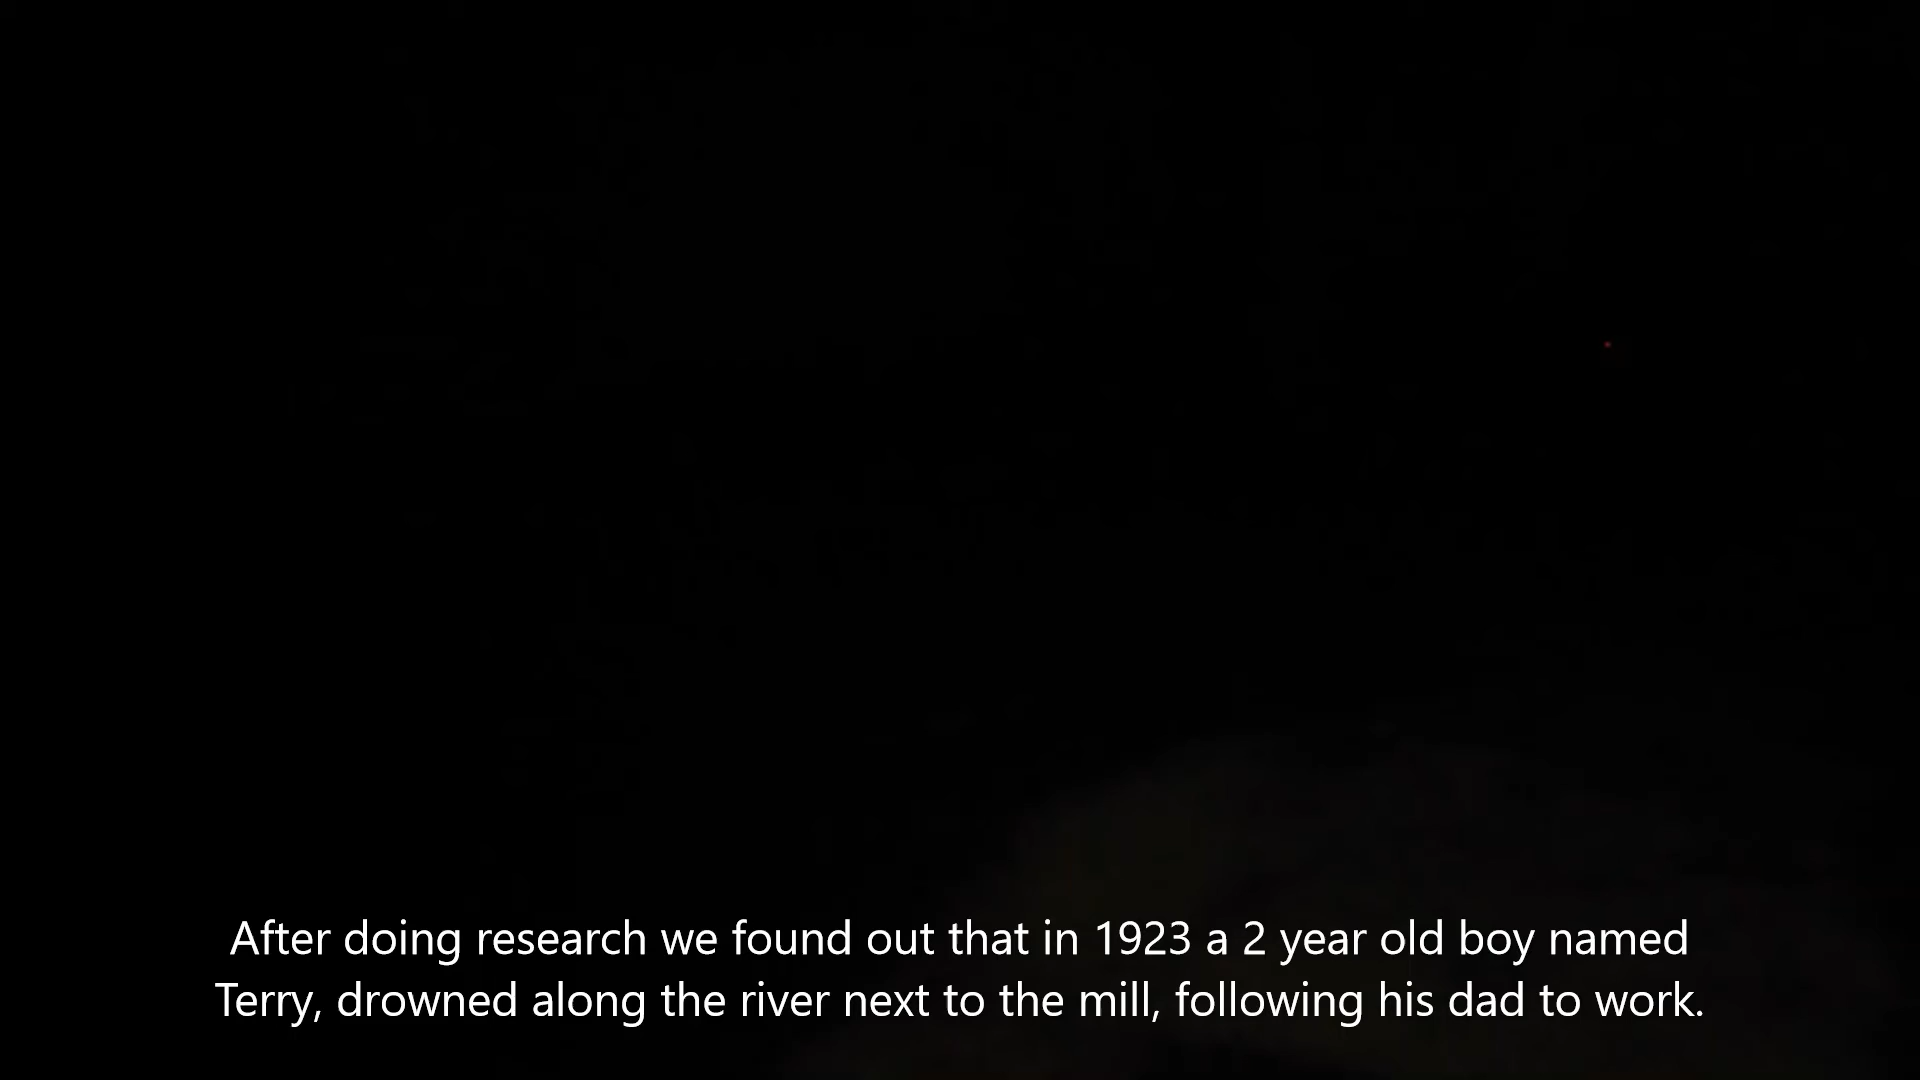 After doing research we found out that in 1923 a 2 year old boy named
Terry, drowned along the river next to the mill, following his dad to work.